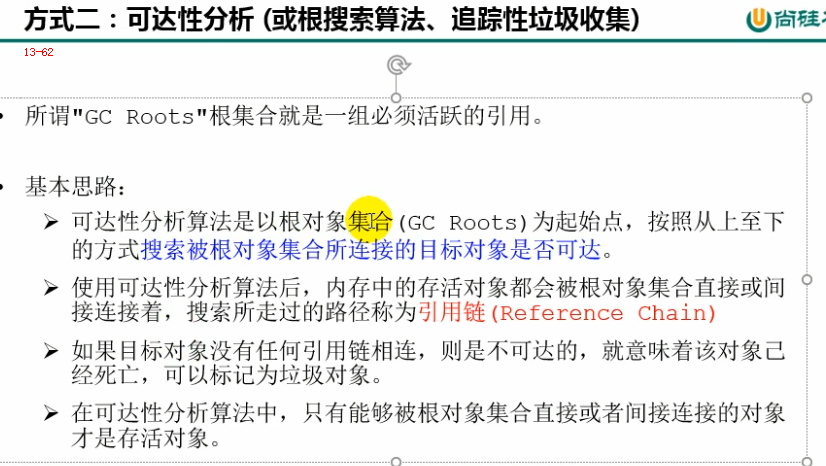 方式二：可达性分析 (或根搜索算法、追踪性垃圾收集)
尚硅
13-62
所谓"GC Roots"根集合就是一组必须活跃的引用。
基本思路：
可达性分析算法是以根对象集合(GC Roots)为起始点，按照从上至下
的方式搜索被根对象集合所连接的目标对象是否可达。
使用可达性分析算法后，内存中的存活对象都会被根对象集合直接或间
接连接着，搜索所走过的路径称为引用链(Reference Chain)
如果目标对象没有任何引用链相连，则是不可达的，就意味着该对象己
经死亡，可以标记为垃圾对象。
在可达性分析算法中，只有能够被根对象集合直接或者间接连接的对象
才是存活对象。